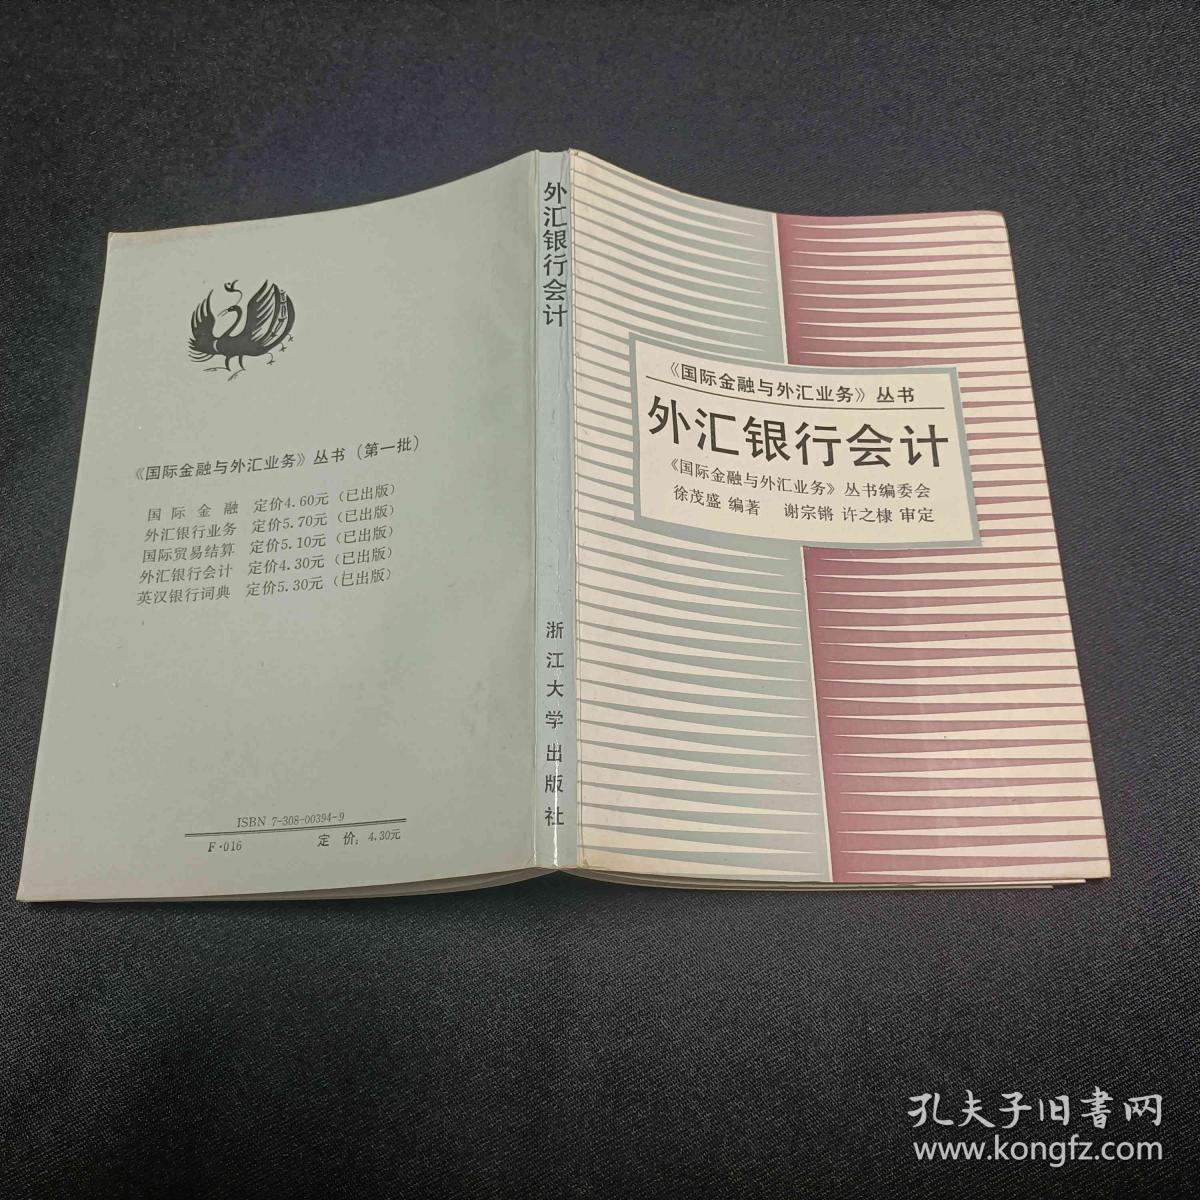 《国际金融与外汇业务》丛书（第一批）
国际金融 定价4.60元（已出版）
外汇银行业务 定价5.70元（已出版）
国际贸易结算 定价5.10元（已出版）
外汇银行会计 定价4.30元（已出版）
英汉银行词典 定价5.30元（已出版）
ISBN 7-308-00394-9
F·016 定 价：4.30元
外汇银行会计
浙江大学出版社
《国际金融与外汇业务》丛书
外汇银行会计
《国际金融与外汇业务》丛书编委会
徐茂盛 编著 谢宗锵 许之棣 审定
孔夫子旧書网
www.kongfz.com